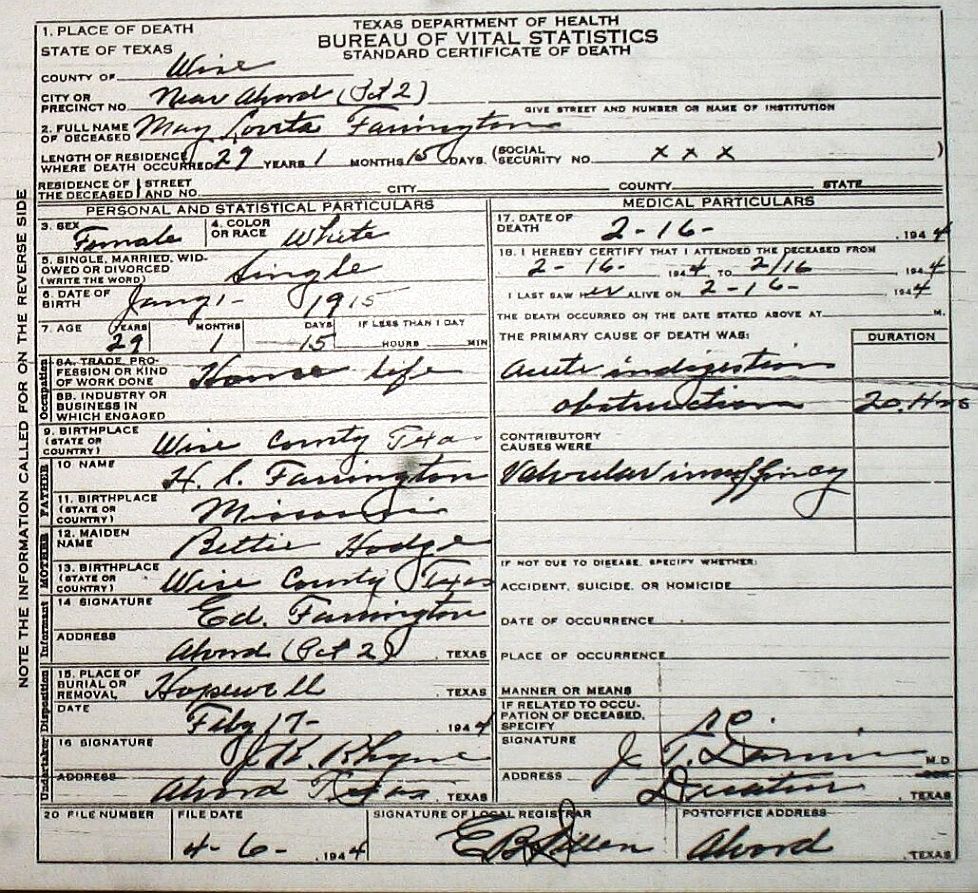 TEXAS DEPARTMENT OF HEALTH
BUREAU OF VITAL STATISTICS
STANDARD CERTIFICATE OF DEATH
1. PLACE OF DEATH
STATE OF TEXAS
COUNTY OF Wise
CITY OR PRECINCT NO. Near Alvord (Pct 2)
GIVE STREET AND NUMBER OR NAME OF INSTITUTION
2. FULL NAME OF DECEASED May Lovita Farrington
LENGTH OF RESIDENCE WHERE DEATH OCCURRED 29 YEARS 1 MONTHS 15 DAYS. (SOCIAL SECURITY NO. x x x )
RESIDENCE OF THE DECEASED STREET AND NO. CITY COUNTY STATE
NOTE THE INFORMATION CALLED FOR ON THE REVERSE SIDE
PERSONAL AND STATISTICAL PARTICULARS
3. SEX Female
4. COLOR OR RACE White
5. SINGLE, MARRIED, WIDOWED OR DIVORCED (WRITE THE WORD) Single
6. DATE OF BIRTH Jany 1- 1915
7. AGE YEARS 29 MONTHS 1 DAYS 15 IF LESS THAN 1 DAY HOURS MIN
Occupation
8A. TRADE, PROFESSION OR KIND OF WORK DONE House life
8B. INDUSTRY OR BUSINESS IN WHICH ENGAGED
9. BIRTHPLACE (STATE OR COUNTRY) Wise County Texas
FATHER
10 NAME H. S. Farrington
11. BIRTHPLACE (STATE OR COUNTRY) Missouri
MOTHER
12. MAIDEN NAME Bettie Hodge
13. BIRTHPLACE (STATE OR COUNTRY) Wise County Texas
Informant
14 SIGNATURE Ed. Farrington
ADDRESS Alvord (Pct 2) , TEXAS
Disposition
15. PLACE OF BURIAL OR REMOVAL Hopewell , TEXAS
DATE Feby 17- 1944
Undertaker
16 SIGNATURE J. K. Rhyne
ADDRESS Alvord Texas , TEXAS
MEDICAL PARTICULARS
17. DATE OF DEATH 2-16- , 1944
18. I HEREBY CERTIFY THAT I ATTENDED THE DECEASED FROM
2-16- 1944 TO 2/16 1944
I LAST SAW her ALIVE ON 2-16- 1944
THE DEATH OCCURRED ON THE DATE STATED ABOVE AT M.
THE PRIMARY CAUSE OF DEATH WAS: DURATION
Acute indigestion
obstruction 20. Hrs
CONTRIBUTORY CAUSES WERE
Valvular insuffincy
IF NOT DUE TO DISEASE, SPECIFY WHETHER:
ACCIDENT, SUICIDE, OR HOMICIDE
DATE OF OCCURRENCE
PLACE OF OCCURRENCE
MANNER OR MEANS
IF RELATED TO OCCUPATION OF DECEASED, SPECIFY no.
SIGNATURE J. T. M.D.
ADDRESS Decatur , TEXAS
20 FILE NUMBER
FILE DATE 4-6- , 1944
SIGNATURE OF LOCAL REGISTRAR E B
POSTOFFICE ADDRESS Alvord , TEXAS